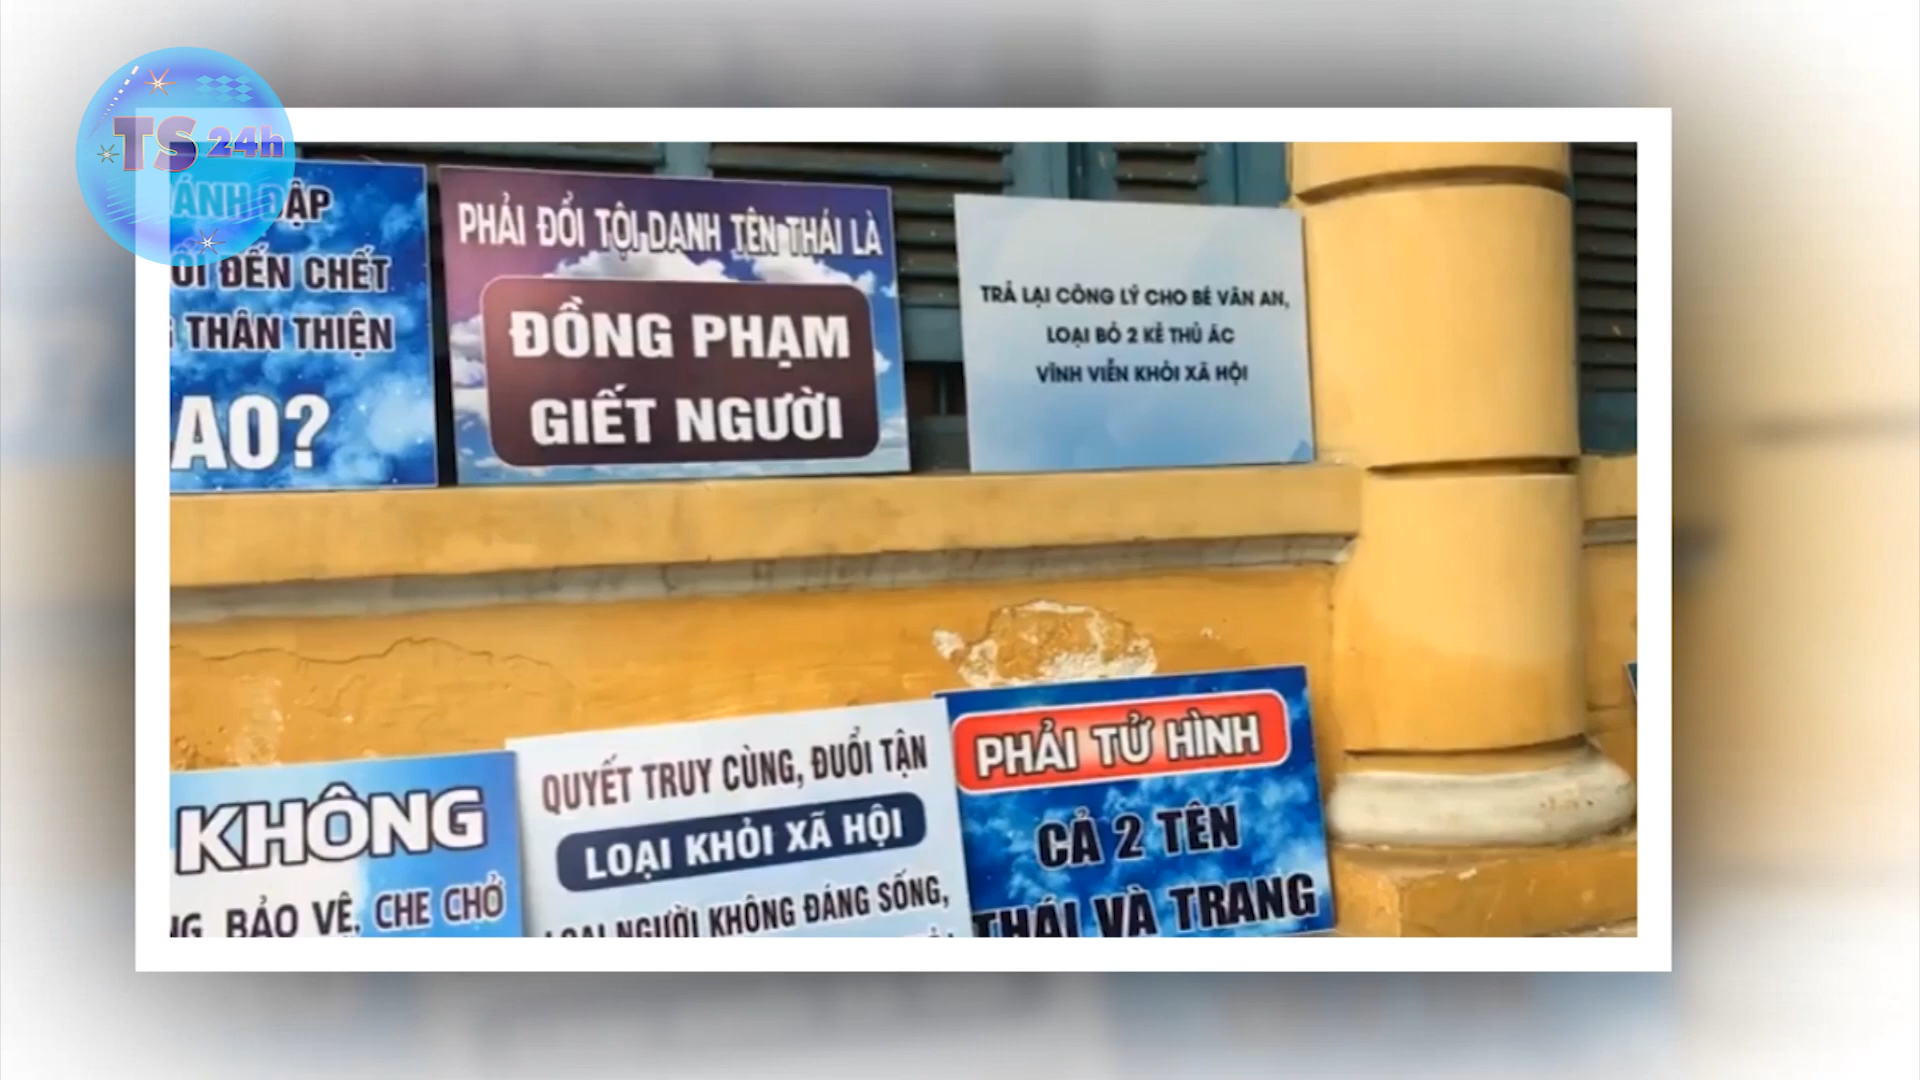 TS 24h
ÁNH ĐẬP
ĐẾN CHẾT
THÂN THIỆN
AO?
PHẢI ĐỔI TỘI DANH TÊN THÁI LÀ
ĐỒNG PHẠM
GIẾT NGƯỜI
TRẢ LẠI CÔNG LÝ CHO BÉ VÂN AN,
LOẠI BỎ 2 KẺ THỦ ÁC
VĨNH VIỄN KHỎI XÃ HỘI
KHÔNG
NG, BẢO VỆ, CHE CHỞ
QUYẾT TRUY CÙNG, ĐUỔI TẬN
LOẠI KHỎI XÃ HỘI
LOẠI NGƯỜI KHÔNG ĐÁNG SỐNG,
PHẢI TỬ HÌNH
CẢ 2 TÊN
THÁI VÀ TRANG